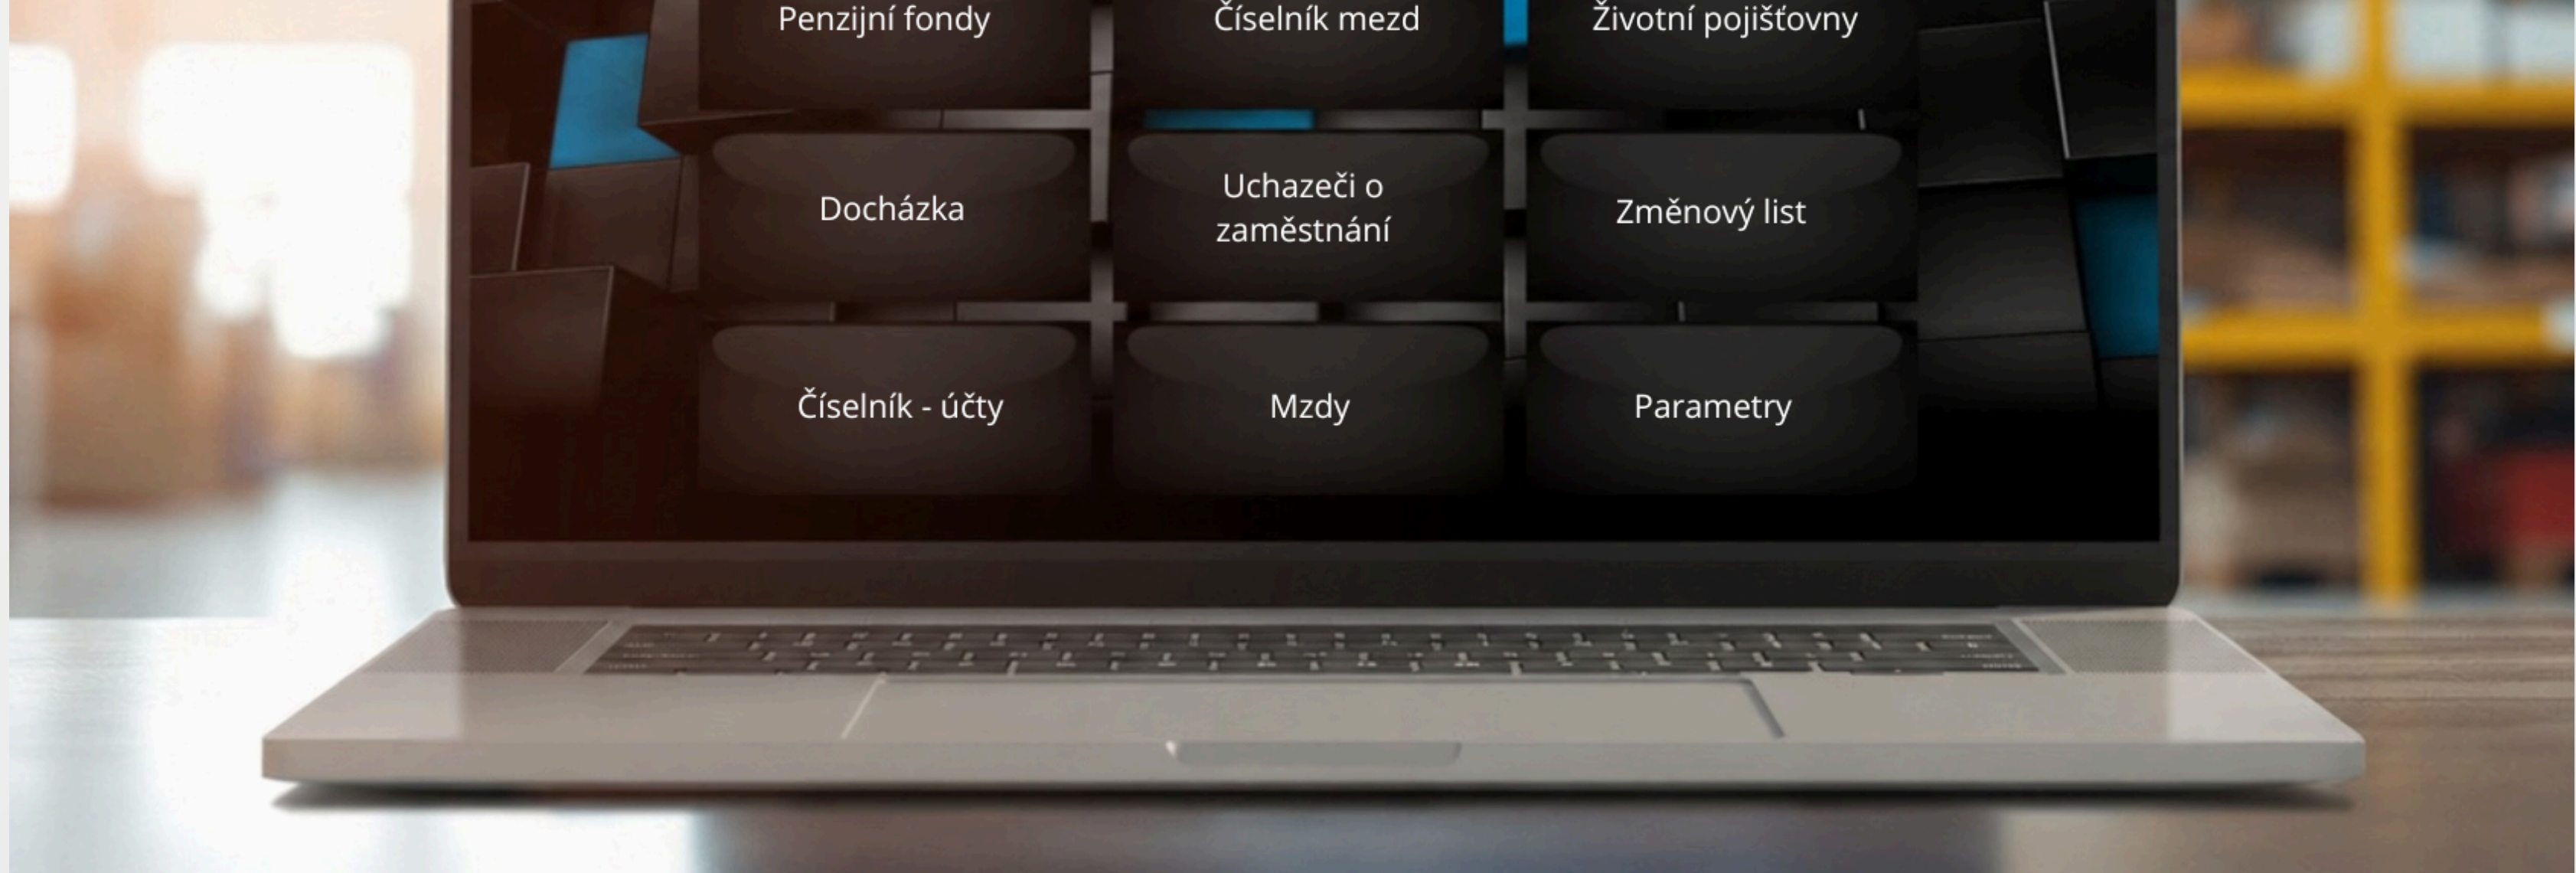 Penzijní fondy
Číselník mezd
Životní pojišťovny
Docházka
Uchazeči o
zaměstnání
Změnový list
Číselník - účty
Mzdy
Parametry